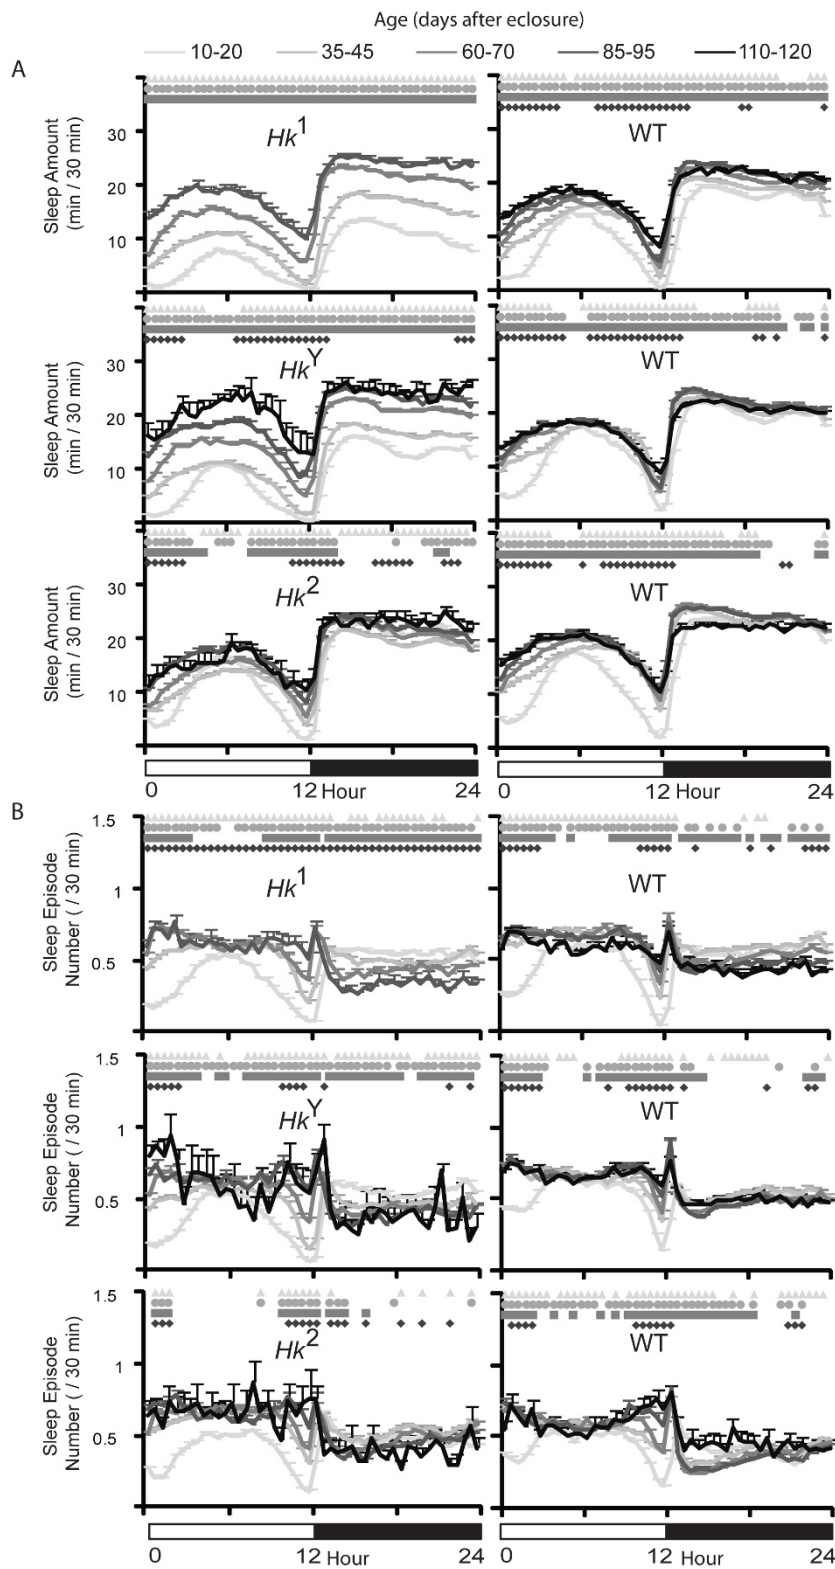 Age (days after eclosure)
10-20 35-45 60-70 85-95 110-120
A
Sleep Amount
(min / 30 min)
30
20
10
Hk1
WT
Sleep Amount
(min / 30 min)
30
20
10
HkY
WT
Sleep Amount
(min / 30 min)
30
20
10
Hk2
WT
0 12 Hour 24
0 12 Hour 24
B
Sleep Episode
Number ( / 30 min)
1.5
1
0.5
Hk1
WT
Sleep Episode
Number ( / 30 min)
1.5
1
0.5
HkY
WT
Sleep Episode
Number ( / 30 min)
1.5
1
0.5
Hk2
WT
0 12 Hour 24
0 12 Hour 24